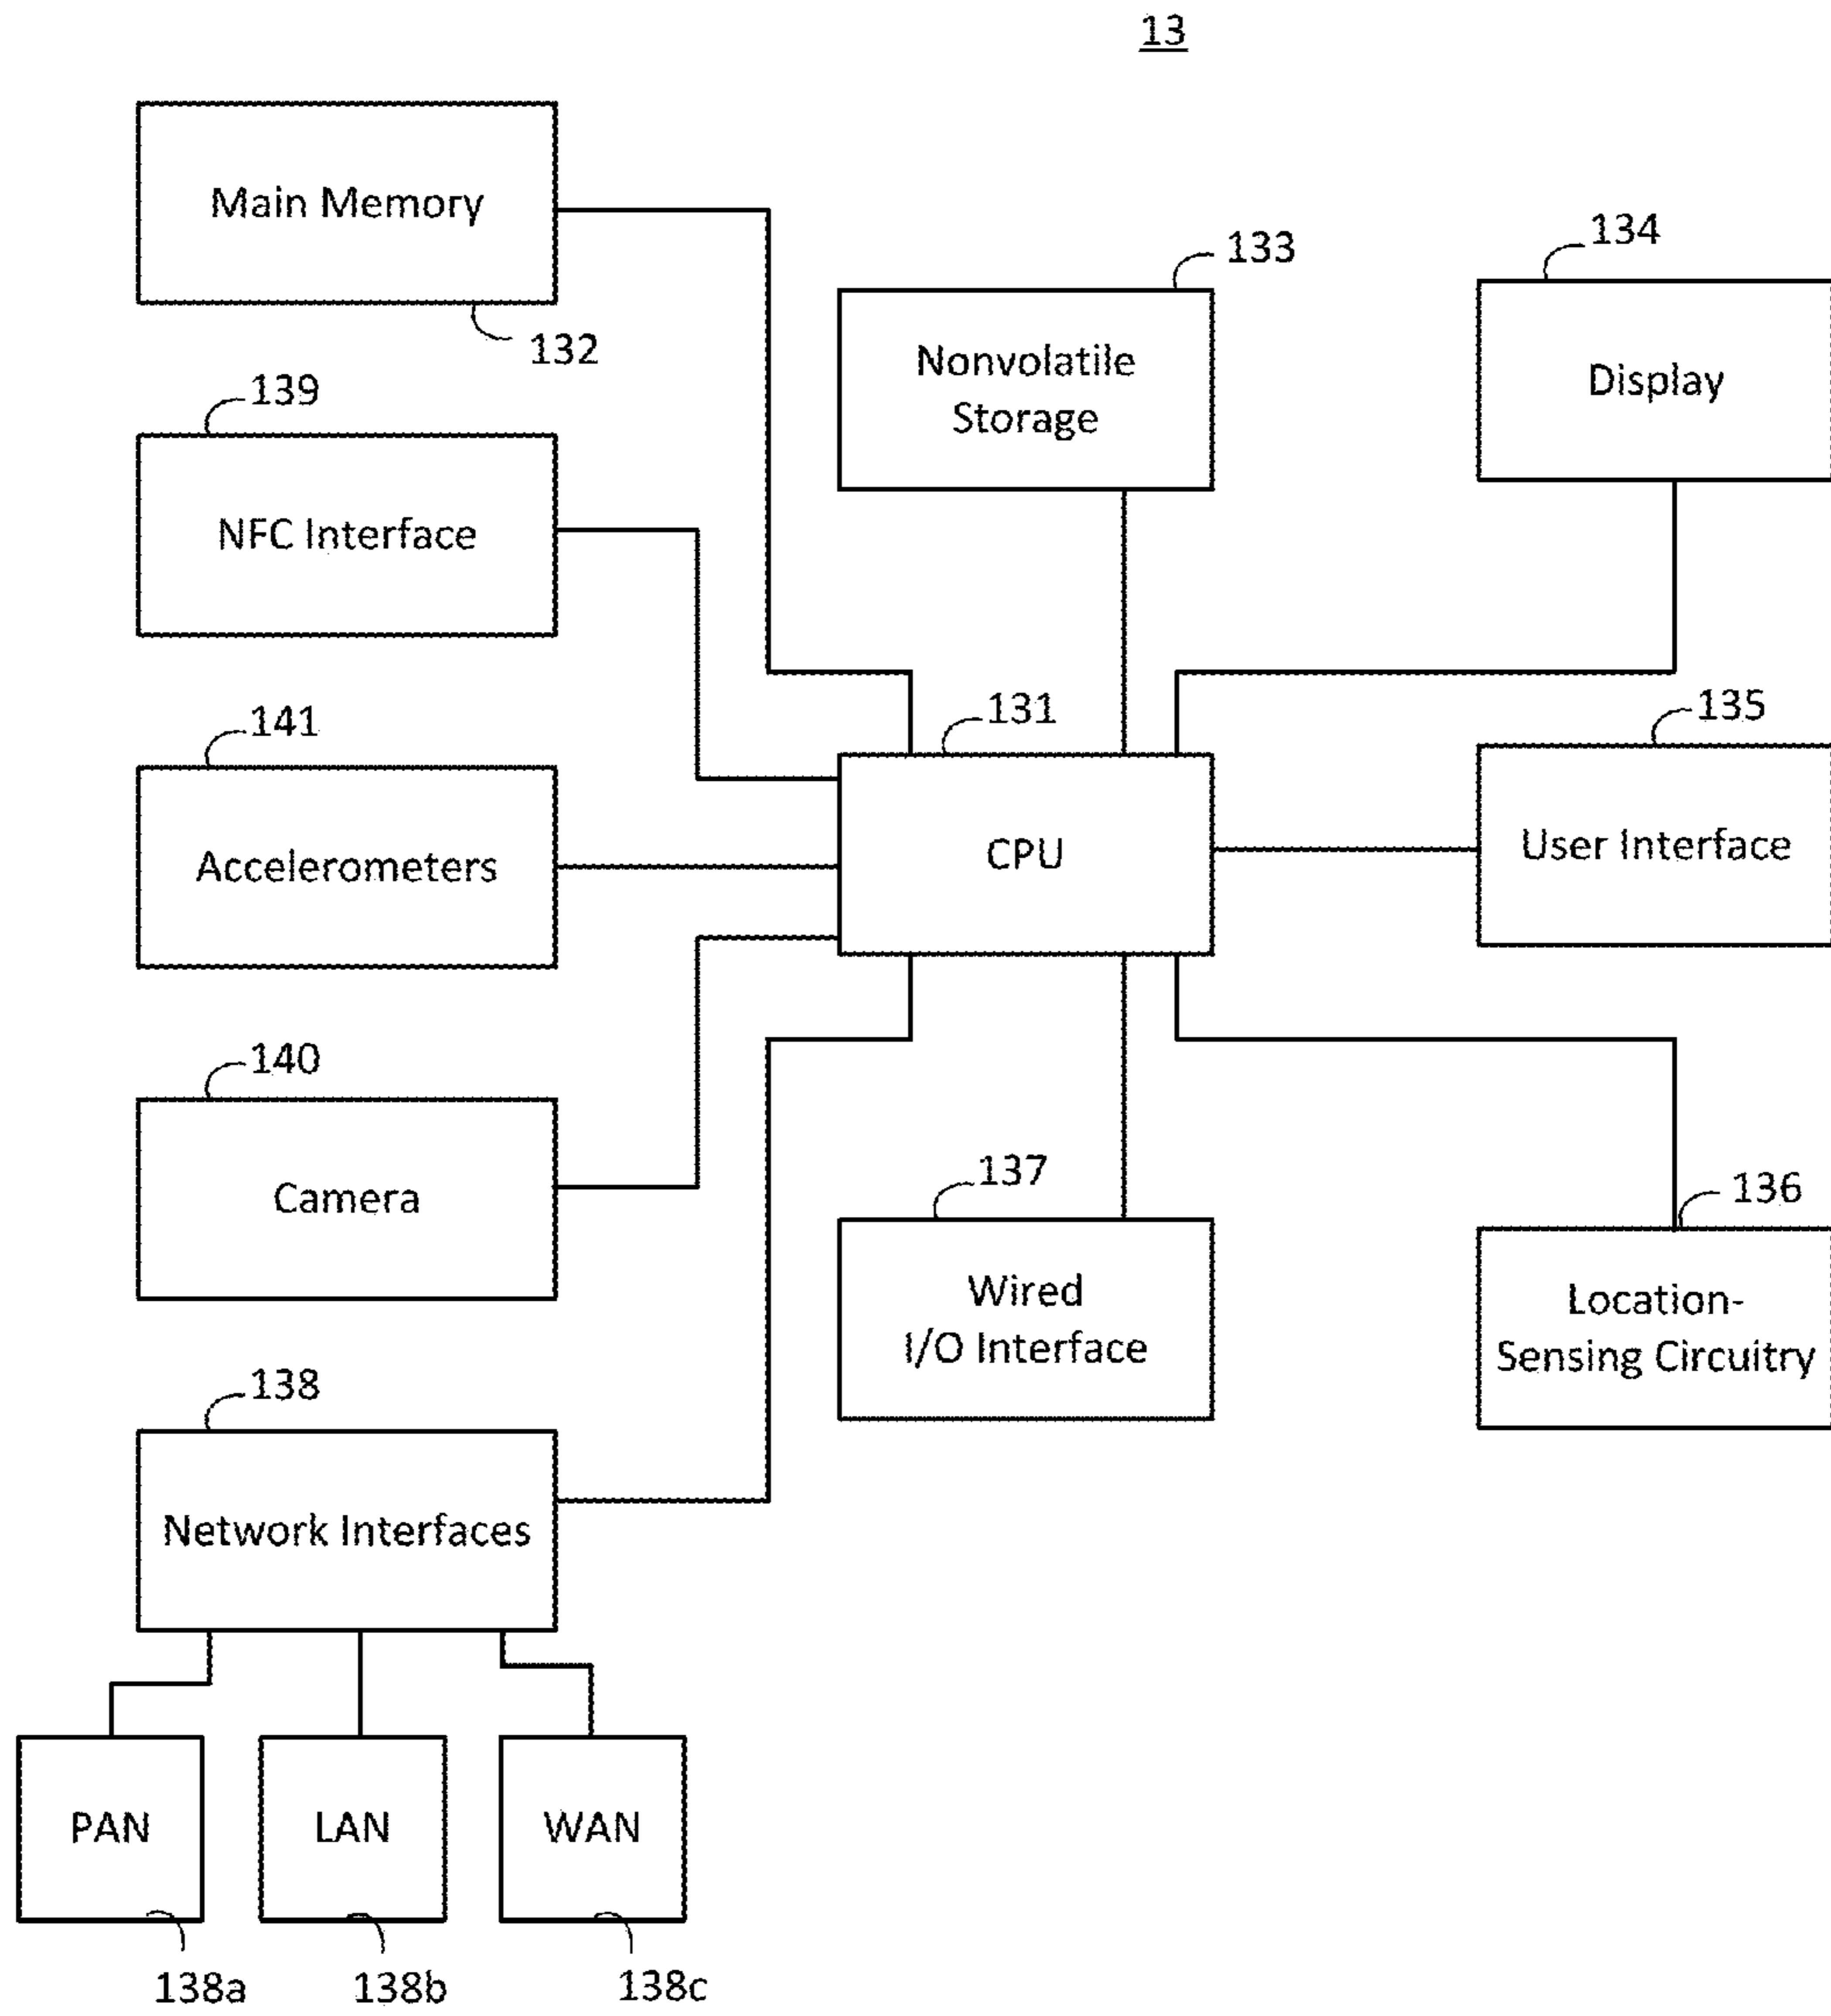 13
Main Memory
132
133
Nonvolatile
Storage
134
Display
139
NFC Interface
141
Accelerometers
131
CPU
135
User Interface
140
Camera
137
Wired
I/O Interface
136
Location-
Sensing Circuitry
138
Network Interfaces
PAN
LAN
WAN
138a
138b
138c